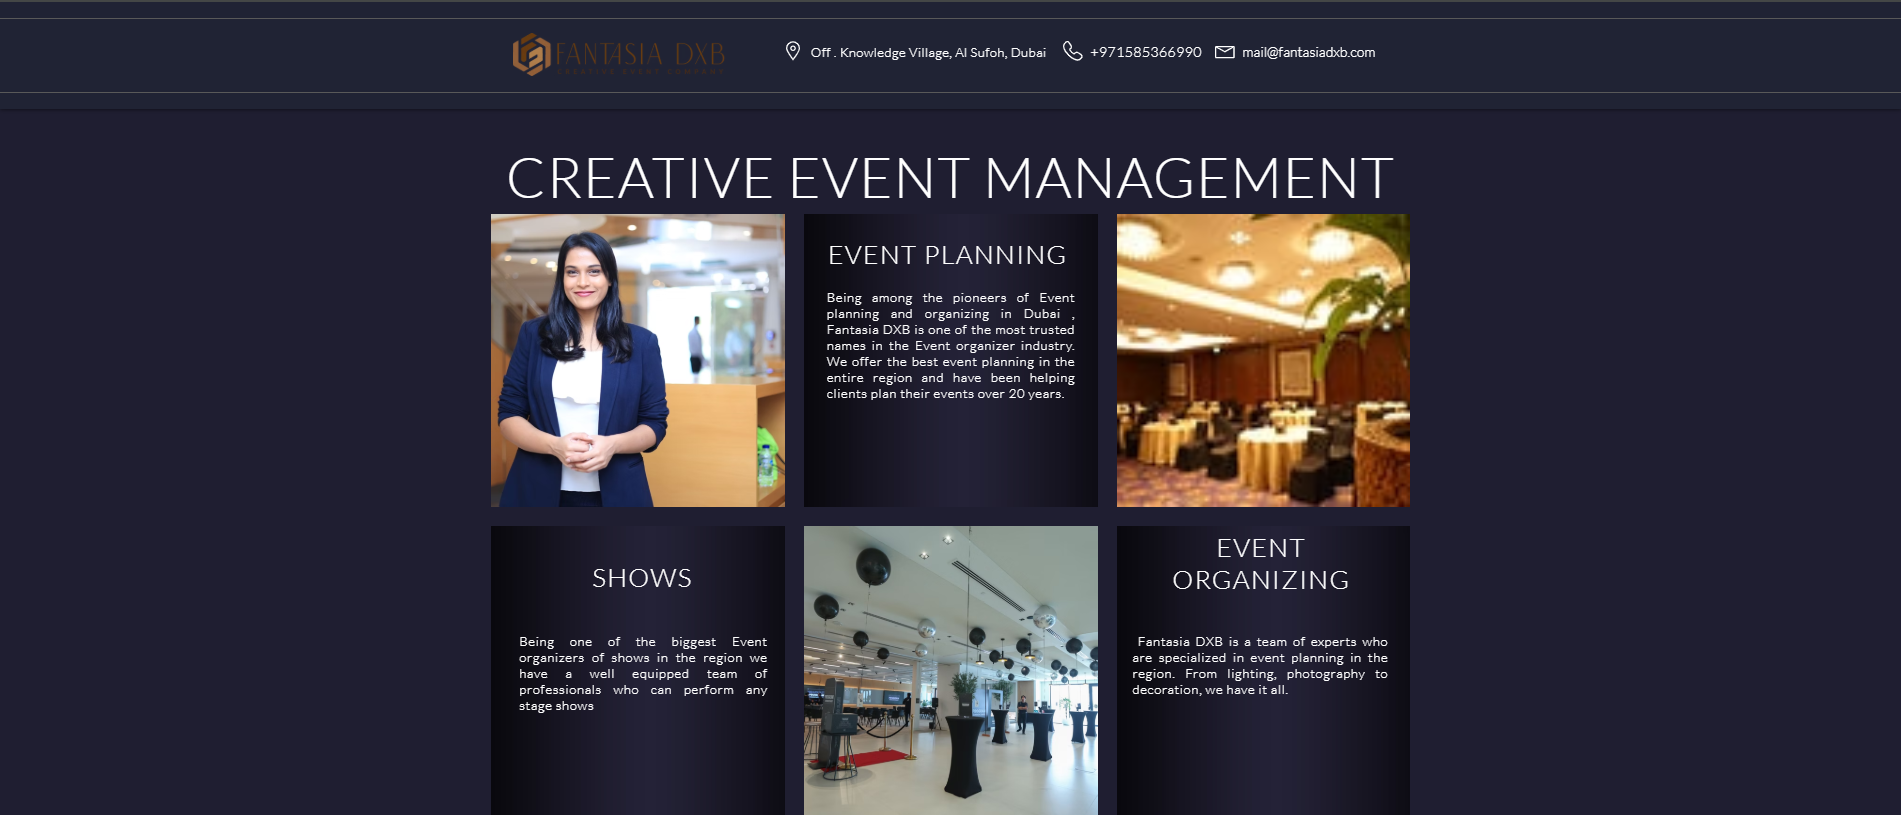 FANTASIA DXB
CREATIVE EVENT COMPANY
Off . Knowledge Village, Al Sufoh, Dubai
+971585366990
mail@fantasiadxb.com
CREATIVE EVENT MANAGEMENT
EVENT PLANNING
Being among the pioneers of Event
planning and organizing in Dubai ,
Fantasia DXB is one of the most trusted
names in the Event organizer industry.
We offer the best event planning in the
entire region and have been helping
clients plan their events over 20 years.
SHOWS
Being one of the biggest Event
organizers of shows in the region we
have a well equipped team of
professionals who can perform any
stage shows
EVENT
ORGANIZING
Fantasia DXB is a team of experts who
are specialized in event planning in the
region. From lighting, photography to
decoration, we have it all.